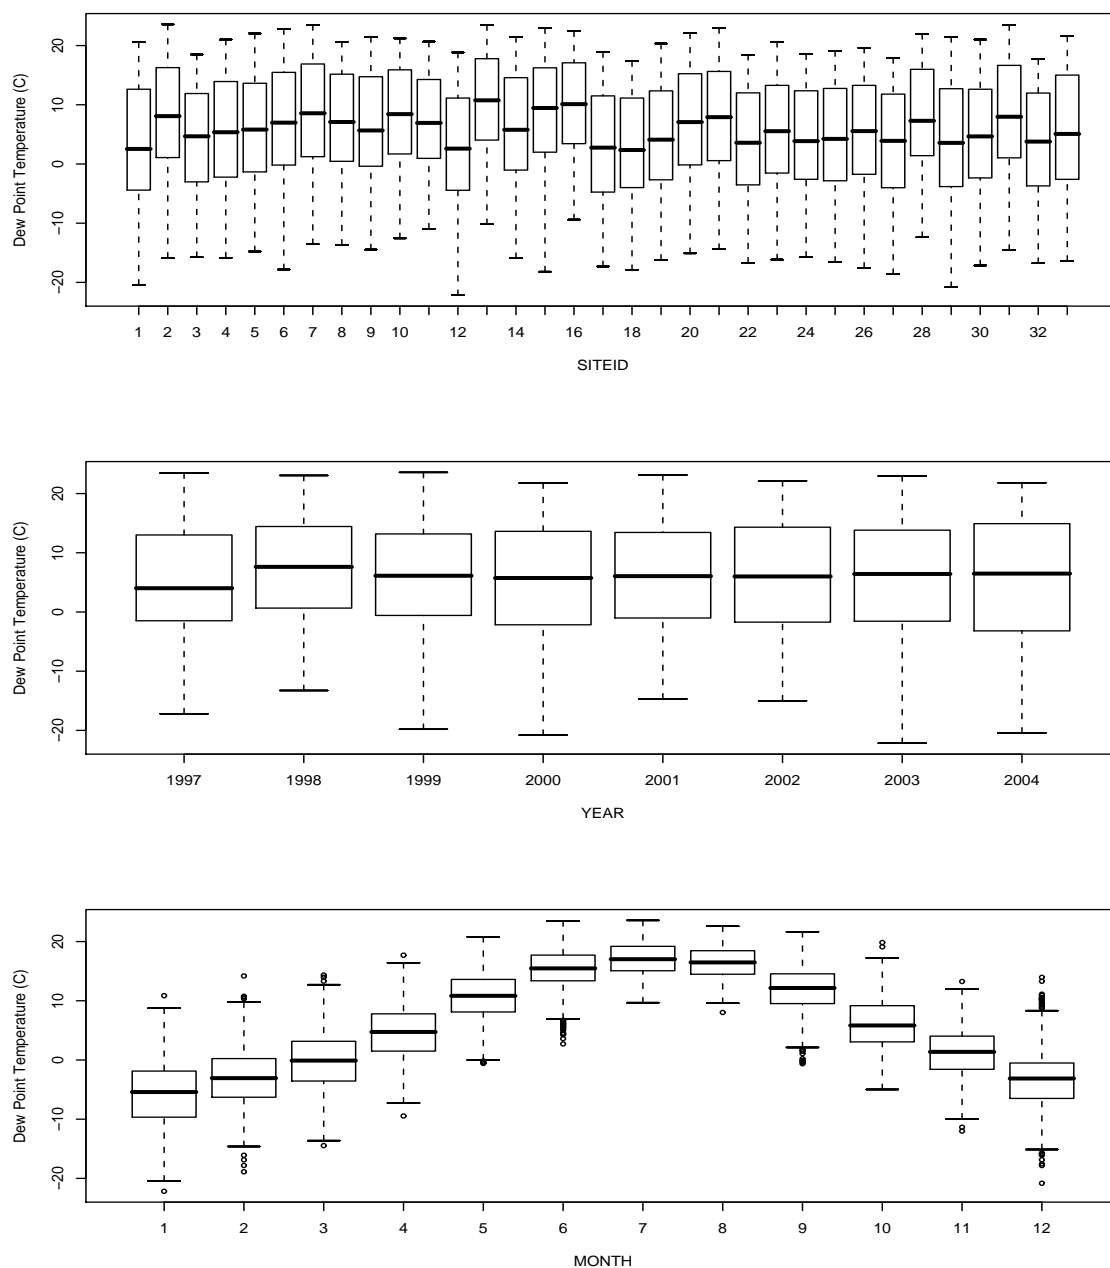 Dew Point Temperature (C)
20
10
0
−10
−20
1 2 3 4 5 6 7 8 9 10 12 14 16 18 20 22 24 26 28 30 32
SITEID
Dew Point Temperature (C)
20
10
0
−10
−20
1997 1998 1999 2000 2001 2002 2003 2004
YEAR
Dew Point Temperature (C)
20
10
0
−10
−20
1 2 3 4 5 6 7 8 9 10 11 12
MONTH